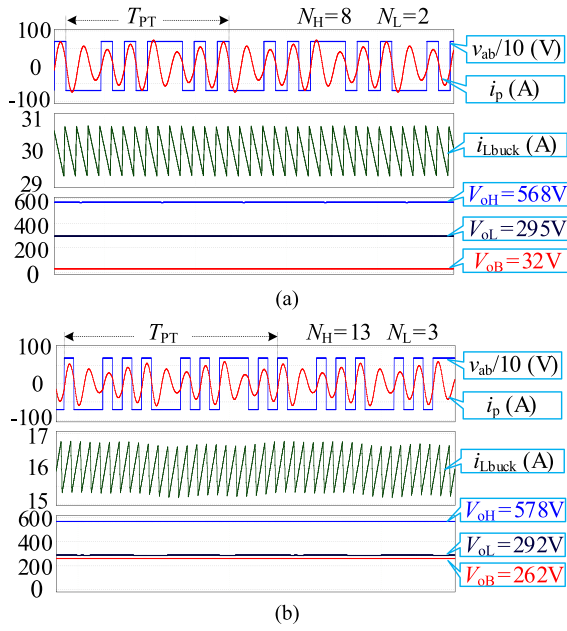 T_PT N_H=8 N_L=2
100
0
-100
v_ab/10 (V)
i_p (A)
31
30
29
i_Lbuck (A)
600
400
200
0
V_oH=568V
V_oL=295V
V_oB=32V
(a)
T_PT N_H=13 N_L=3
100
0
-100
v_ab/10 (V)
i_p (A)
17
16
15
i_Lbuck (A)
600
400
200
0
V_oH=578V
V_oL=292V
V_oB=262V
(b)